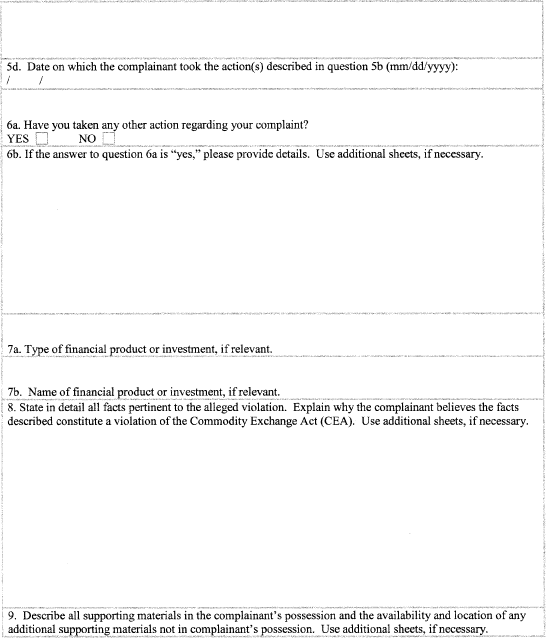 5d.  Date on which the complainant took the action(s) described in question 5b (mm/dd/yyyy):
/ /
6a. Have you taken any other action regarding your complaint?
YES NO
6b. If the answer to question 6a is “yes,” please provide details.  Use additional sheets, if necessary.
7a. Type of financial product or investment, if relevant.
7b.  Name of financial product or investment, if relevant.
8. State in detail all facts pertinent to the alleged violation.  Explain why the complainant believes the facts
described constitute a violation of the Commodity Exchange Act (CEA).  Use additional sheets, if necessary.
9.  Describe all supporting materials in the complainant’s possession and the availability and location of any
additional supporting materials not in complainant’s possession.  Use additional sheets, if necessary.